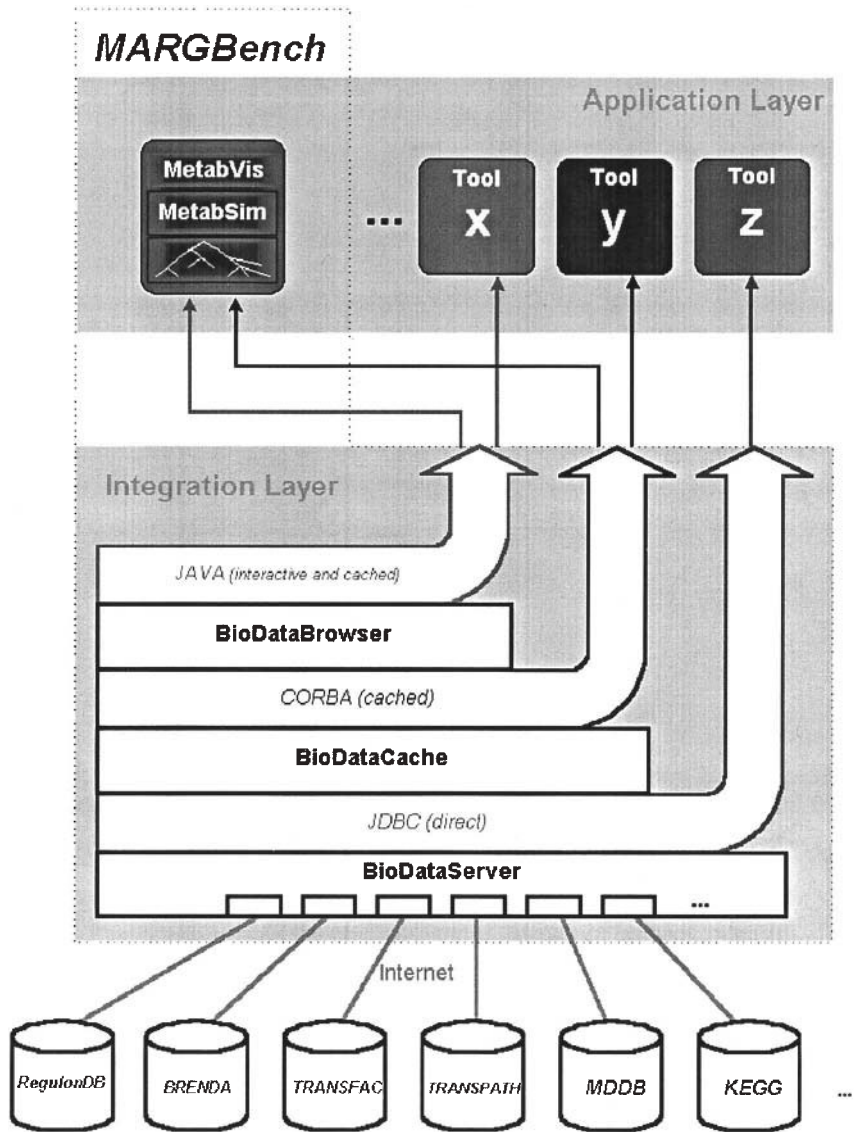 MARGBench
Application Layer
MetabVis
MetabSim
...
Tool
x
Tool
y
Tool
z
Integration Layer
JAVA (interactive and cached)
BioDataBrowser
CORBA (cached)
BioDataCache
JDBC (direct)
BioDataServer
...
Internet
RegulonDB
BRENDA
TRANSFAC
TRANSPATH
MDDB
KEGG
...